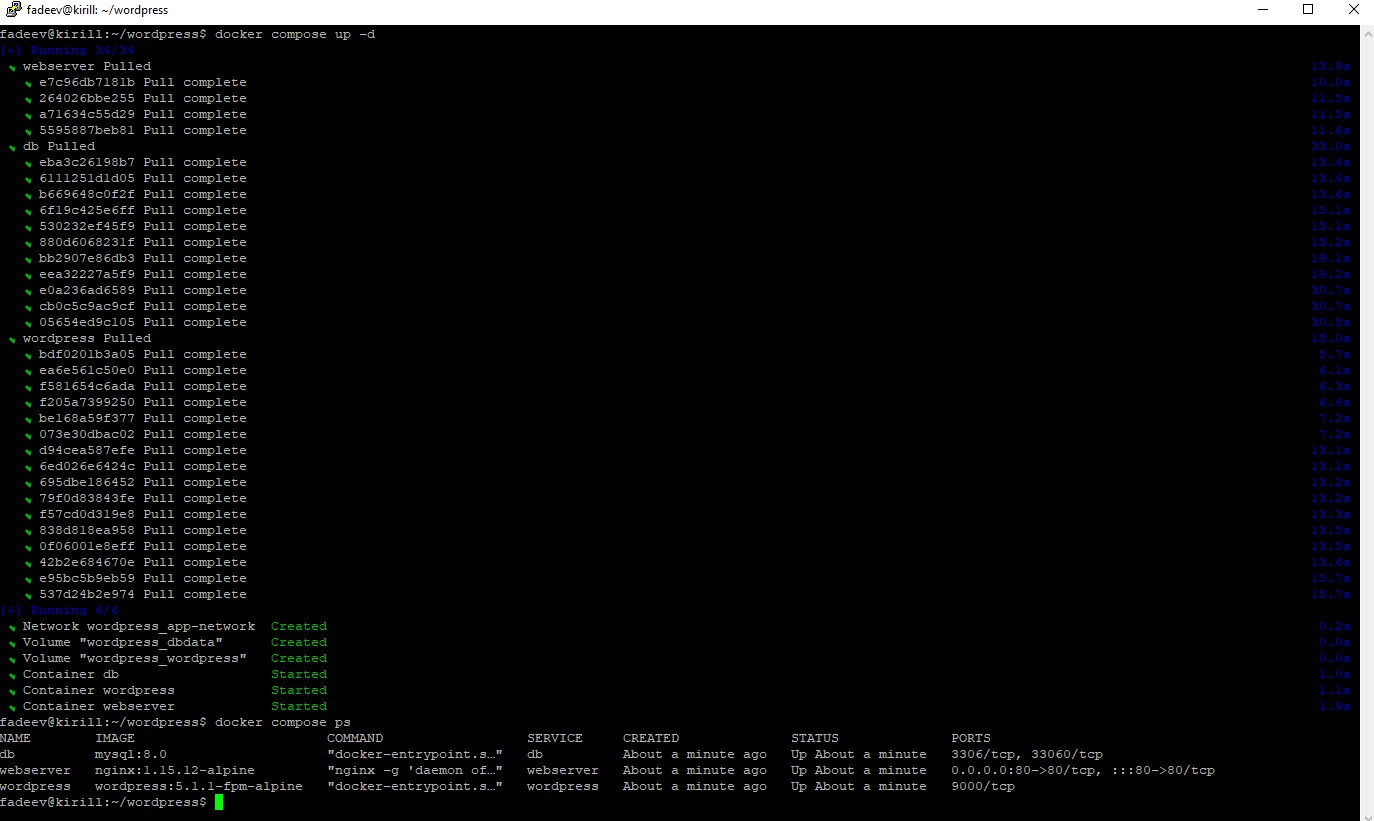 fadeev@kirill: ~/wordpress
fadeev@kirill:~/wordpress$ docker compose up -d
[+] Running 34/34
webserver Pulled 13.9s
e7c96db7181b Pull complete 10.0s
264026bbe255 Pull complete 11.5s
a71634c55d29 Pull complete 11.5s
5595887beb81 Pull complete 11.6s
db Pulled 33.0s
eba3c26198b7 Pull complete 13.4s
6111251d1d05 Pull complete 13.4s
b669648c0f2f Pull complete 13.6s
6f19c425e6ff Pull complete 15.1s
530232ef45f9 Pull complete 15.1s
880d6068231f Pull complete 15.2s
bb2907e86db3 Pull complete 19.1s
eea32227a5f9 Pull complete 19.2s
e0a236ad6589 Pull complete 30.7s
cb0c5c9ac9cf Pull complete 30.7s
05654ed9c105 Pull complete 30.8s
wordpress Pulled 18.0s
bdf0201b3a05 Pull complete 5.7s
ea6e561c50e0 Pull complete 6.1s
f581654c6ada Pull complete 6.3s
f205a7399250 Pull complete 6.4s
be168a59f377 Pull complete 7.2s
073e30dbac02 Pull complete 7.2s
d94cea587efe Pull complete 13.1s
6ed026e6424c Pull complete 13.1s
695dbe186452 Pull complete 13.2s
79f0d83843fe Pull complete 13.2s
f57cd0d319e8 Pull complete 13.3s
838d818ea958 Pull complete 13.5s
0f06001e8eff Pull complete 13.5s
42b2e684670e Pull complete 13.6s
e95bc5b9eb59 Pull complete 15.7s
537d24b2e974 Pull complete 15.7s
[+] Running 6/6
Network wordpress_app-network Created 0.2s
Volume "wordpress_dbdata" Created 0.0s
Volume "wordpress_wordpress" Created 0.0s
Container db Started 1.0s
Container wordpress Started 1.1s
Container webserver Started 1.9s
fadeev@kirill:~/wordpress$ docker compose ps
NAME IMAGE COMMAND SERVICE CREATED STATUS PORTS
db mysql:8.0 "docker-entrypoint.s…" db About a minute ago Up About a minute 3306/tcp, 33060/tcp
webserver nginx:1.15.12-alpine "nginx -g 'daemon of…" webserver About a minute ago Up About a minute 0.0.0.0:80->80/tcp, :::80->80/tcp
wordpress wordpress:5.1.1-fpm-alpine "docker-entrypoint.s…" wordpress About a minute ago Up About a minute 9000/tcp
fadeev@kirill:~/wordpress$